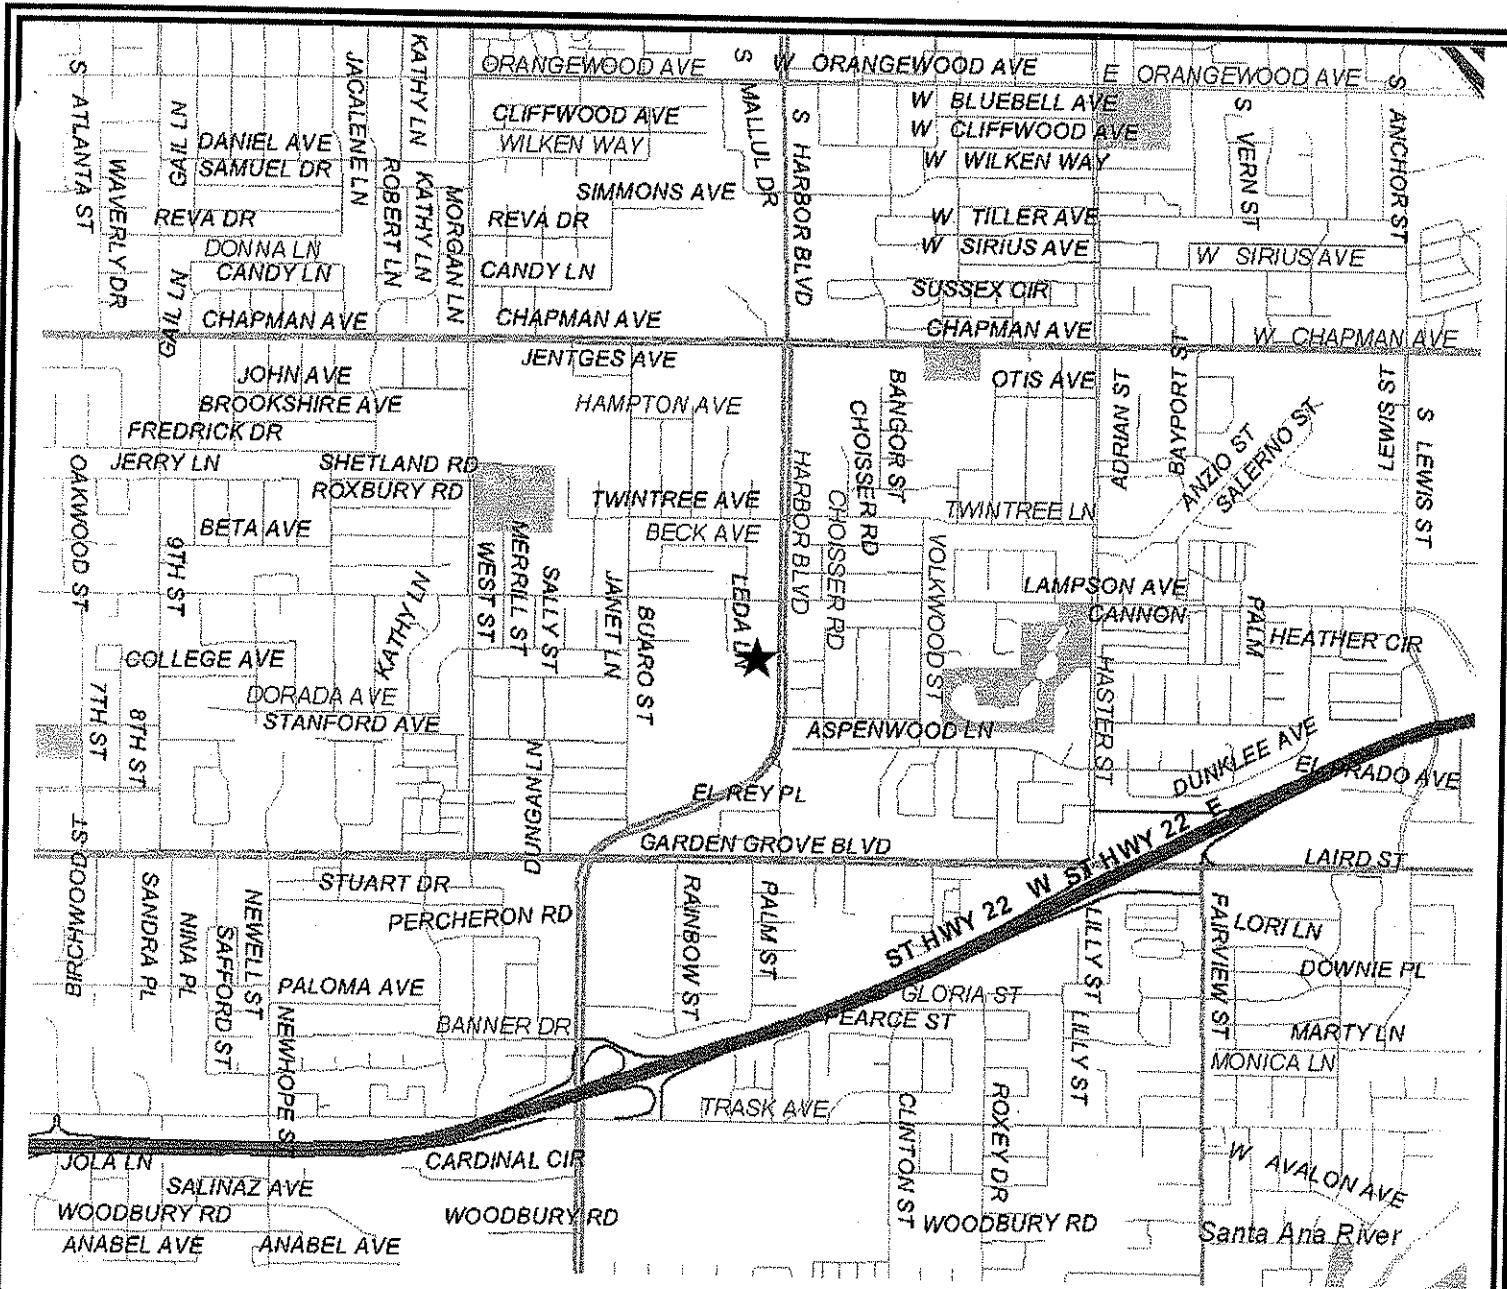 ORANGEWOOD AVE
S
W ORANGEWOOD AVE
E ORANGEWOOD AVE
S ATLANTA ST
JACALENE LN
KATHY LN
S ANCHOR ST
CLIFFWOOD AVE
MALLUL DR
S HARBOR BLVD
W BLUEBELL AVE
W CLIFFWOOD AVE
S VERN ST
GAIL LN
DANIEL AVE
WILKEN WAY
W WILKEN WAY
SAMUEL DR
WAVERLY DR
ROBERT LN
KATHY LN
MORGAN LN
SIMMONS AVE
REVA DR
REVA DR
W TILLER AVE
DONNA LN
W SIRIUS AVE
W SIRIUS AVE
GAIL LN
CANDY LN
CANDY LN
SUSSEX CIR
CHAPMAN AVE
CHAPMAN AVE
CHAPMAN AVE
W CHAPMAN AVE
JENTGES AVE
BAYPORT ST
JOHN AVE
OTIS AVE
ADRIAN ST
LEWIS ST
BROOKSHIRE AVE
HAMPTON AVE
BANGOR ST
CHOISSER RD
ANZIO ST
SALERNO ST
S LEWIS ST
FREDRICK DR
JERRY LN
SHETLAND RD
OAKWOOD ST
HARBOR BLVD
ROXBURY RD
TWINTREE AVE
CHOISSER RD
TWINTREE LN
BETA AVE
BECK AVE
9TH ST
WEST ST
MERRILL ST
SALLY ST
JANET LN
BUARO ST
LEDA LN
VOLKWOOD ST
LAMPSON AVE
KATHY LN
CANNON
PALM
HEATHER CIR
COLLEGE AVE
HASTER ST
7TH ST
8TH ST
DORADA AVE
STANFORD AVE
ASPENWOOD LN
DUNKLEE AVE
DUNGAN LN
EL REY PL
EL PRADO AVE
BIRCHWOOD ST
GARDEN GROVE BLVD
ST HWY 22 W
ST HWY 22 E
LAIRD ST
SANDRA PL
NINA PL
SAFFORD ST
NEWELL ST
STUART DR
PERCHERON RD
RAINBOW ST
PALM ST
LILLY ST
FAIRVIEW ST
LORI LN
DOWNIE PL
PALOMA AVE
GLORIA ST
BANNER DR
PEARCE ST
MARTY LN
NEWHOPE ST
LILLY ST
MONICA LN
TRASK AVE
CLINTON ST
ROXEY DR
JOLA LN
CARDINAL CIR
W AVALON AVE
SALINAZ AVE
WOODBURY RD
WOODBURY RD
WOODBURY RD
Santa Ana River
ANABEL AVE
ANABEL AVE